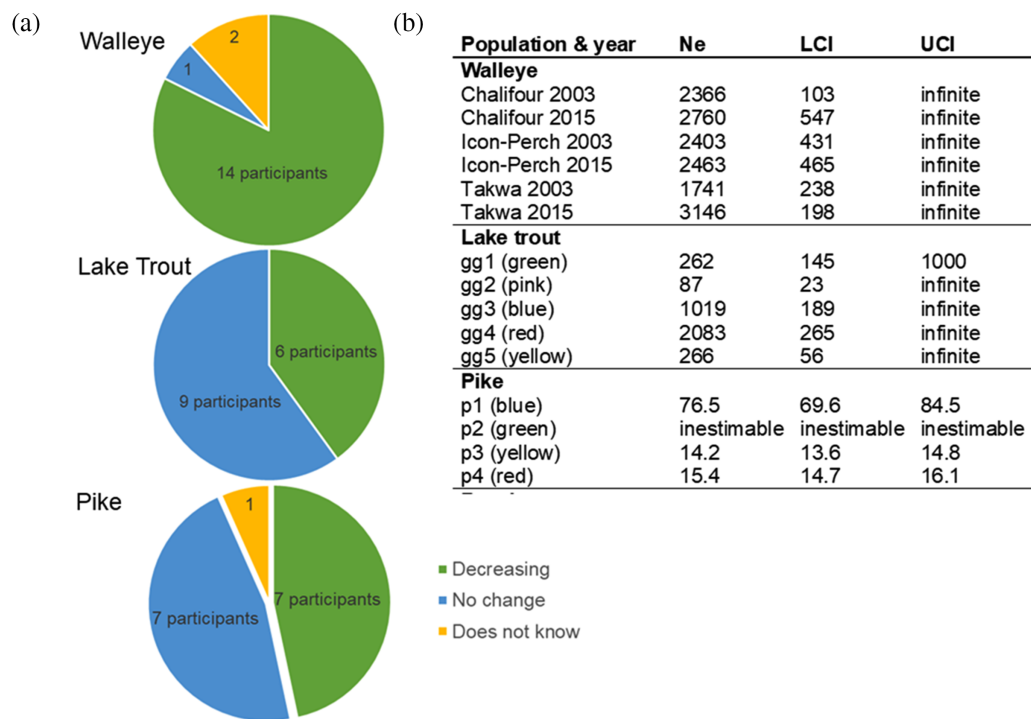 (a)
Walleye
2
1
14 participants
Lake Trout
6 participants
9 participants
Pike
1
7 participants
7 participants
Decreasing
No change
Does not know
(b)
Population & year Ne LCI UCI
Walleye
Chalifour 2003 2366 103 infinite
Chalifour 2015 2760 547 infinite
Icon-Perch 2003 2403 431 infinite
Icon-Perch 2015 2463 465 infinite
Takwa 2003 1741 238 infinite
Takwa 2015 3146 198 infinite
Lake trout
gg1 (green) 262 145 1000
gg2 (pink) 87 23 infinite
gg3 (blue) 1019 189 infinite
gg4 (red) 2083 265 infinite
gg5 (yellow) 266 56 infinite
Pike
p1 (blue) 76.5 69.6 84.5
p2 (green) inestimable inestimable inestimable
p3 (yellow) 14.2 13.6 14.8
p4 (red) 15.4 14.7 16.1